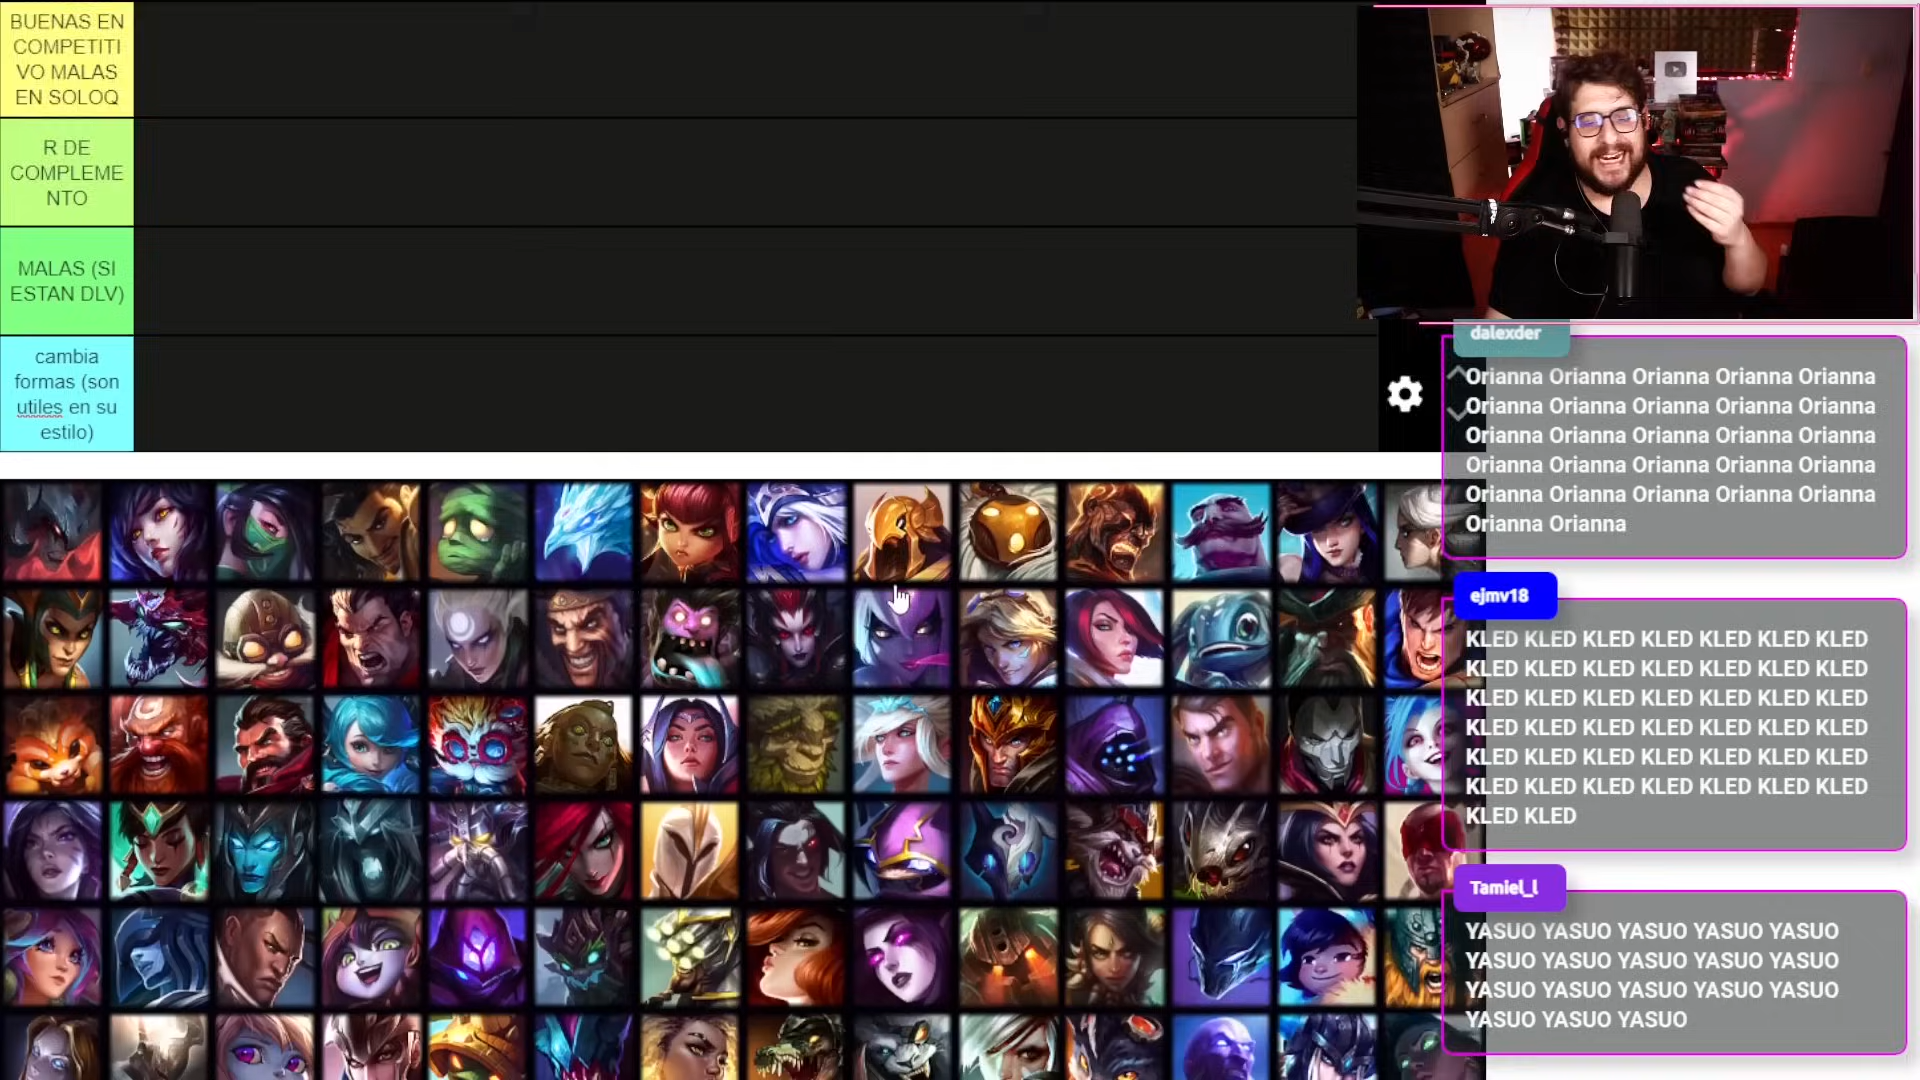 BUENAS EN
COMPETITI
VO MALAS
EN SOLOQ
R DE
COMPLEME
NTO
MALAS (SI
ESTAN DLV)
cambia
formas (son
utiles en su
estilo)
dalexder
Orianna Orianna Orianna Orianna Orianna
Orianna Orianna Orianna Orianna Orianna
Orianna Orianna Orianna Orianna Orianna
Orianna Orianna Orianna Orianna Orianna
Orianna Orianna Orianna Orianna Orianna
Orianna Orianna
ejmv18
KLED KLED KLED KLED KLED KLED KLED
KLED KLED KLED KLED KLED KLED KLED
KLED KLED KLED KLED KLED KLED KLED
KLED KLED KLED KLED KLED KLED KLED
KLED KLED KLED KLED KLED KLED KLED
KLED KLED KLED KLED KLED KLED KLED
KLED KLED
Tamiel_l
YASUO YASUO YASUO YASUO YASUO
YASUO YASUO YASUO YASUO YASUO
YASUO YASUO YASUO YASUO YASUO
YASUO YASUO YASUO